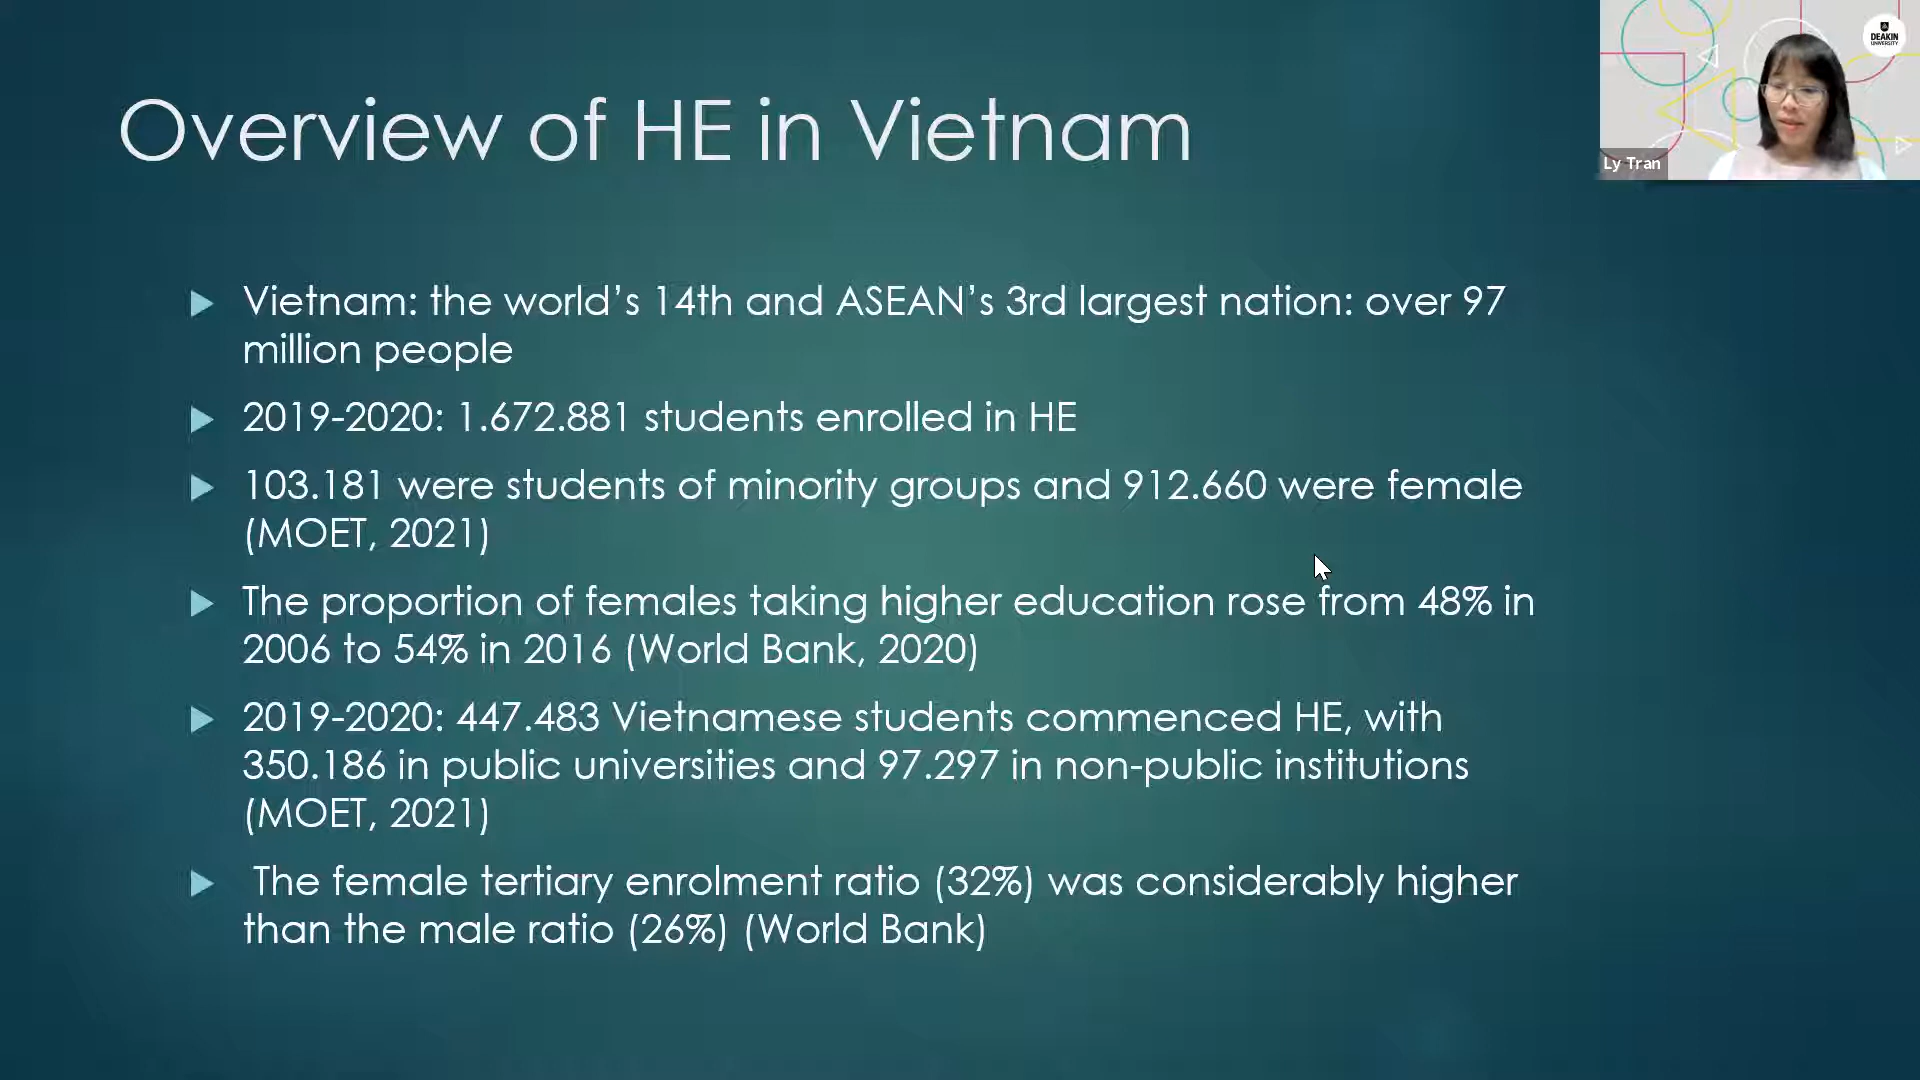 Overview of HE in Vietnam
DEAKIN
UNIVERSITY
Ly Tran
Vietnam: the world’s 14th and ASEAN’s 3rd largest nation: over 97
million people
2019-2020: 1.672.881 students enrolled in HE
103.181 were students of minority groups and 912.660 were female
(MOET, 2021)
The proportion of females taking higher education rose from 48% in
2006 to 54% in 2016 (World Bank, 2020)
2019-2020: 447.483 Vietnamese students commenced HE, with
350.186 in public universities and 97.297 in non-public institutions
(MOET, 2021)
The female tertiary enrolment ratio (32%) was considerably higher
than the male ratio (26%) (World Bank)